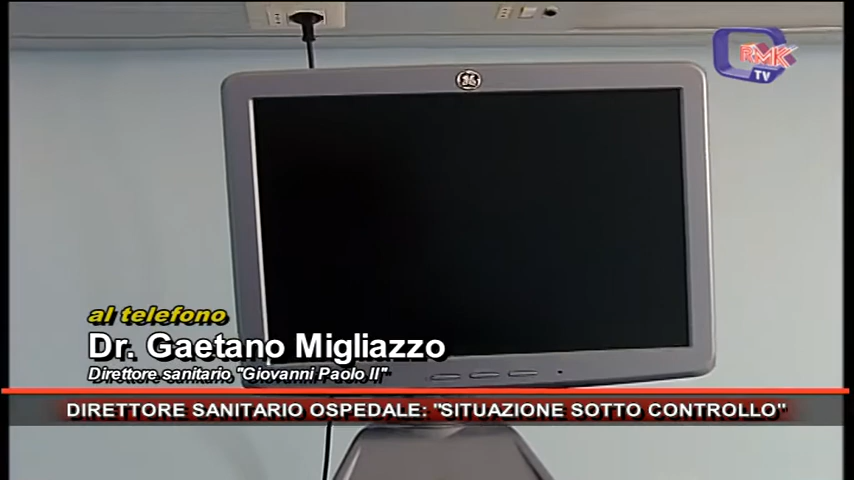 RMK
TV
al telefono
Dr. Gaetano Migliazzo
Direttore sanitario "Giovanni Paolo II"
DIRETTORE SANITARIO OSPEDALE: "SITUAZIONE SOTTO CONTROLLO"